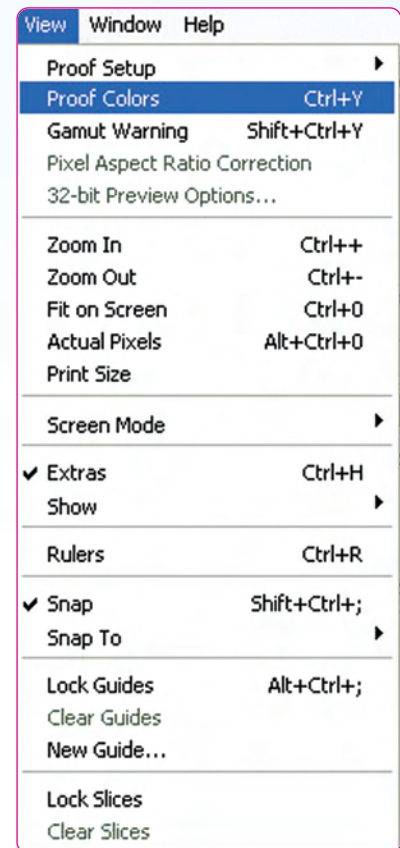 View Window Help
Proof Setup
Proof Colors Ctrl+Y
Gamut Warning Shift+Ctrl+Y
Pixel Aspect Ratio Correction
32-bit Preview Options...
Zoom In Ctrl++
Zoom Out Ctrl+-
Fit on Screen Ctrl+0
Actual Pixels Alt+Ctrl+0
Print Size
Screen Mode
Extras Ctrl+H
Show
Rulers Ctrl+R
Snap Shift+Ctrl+;
Snap To
Lock Guides Alt+Ctrl+;
Clear Guides
New Guide...
Lock Slices
Clear Slices